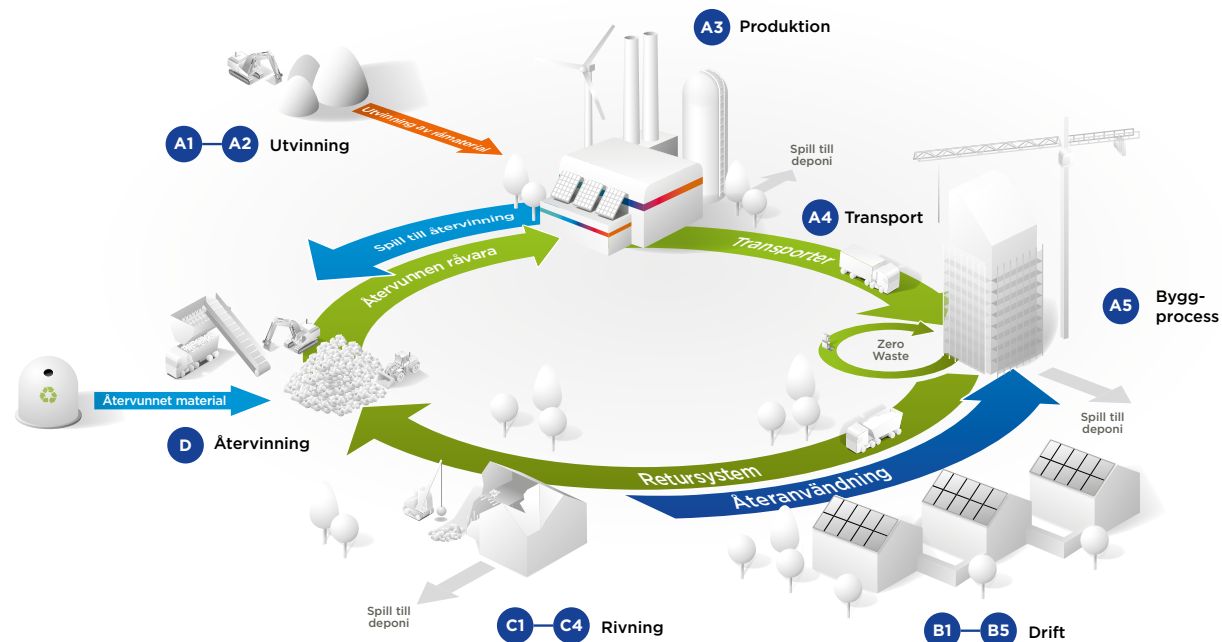 A3 Produktion
Utvinning av råmaterial
A1 A2 Utvinning
Spill till
deponi
A4 Transport
Spill till återvinning
Transporter
Återvunnen råvara
A5 Bygg-
process
Zero
Waste
Återvunnet material
Spill till
deponi
D Återvinning
Retursystem
Återanvändning
Spill till
deponi
C1 C4 Rivning
B1 B5 Drift